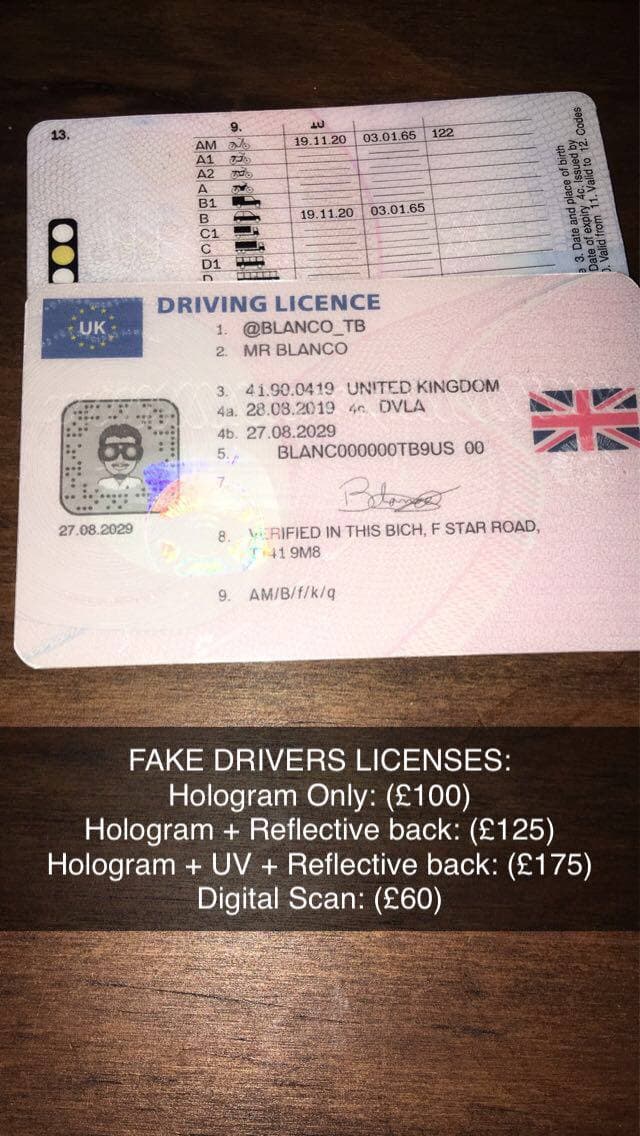 13.
9.
10
AM 19.11.20 03.01.65 122
A1
A2
A
B1
B 19.11.20 03.01.65
C1
C
D1
D
3. Date and place of birth
Date of expiry 4c. Issued by
Valid from 11. Valid to 12. Codes
UK
DRIVING LICENCE
1. @BLANCO_TB
2. MR BLANCO
3. 41.90.0419 UNITED KINGDOM
4a. 28.08.2019 4c. DVLA
4b. 27.08.2029
5. BLANC000000TB9US 00
7.
27.08.2029
8. VERIFIED IN THIS BICH, F STAR ROAD,
41 9M8
9. AM/B/f/k/q
FAKE DRIVERS LICENSES:
Hologram Only: (£100)
Hologram + Reflective back: (£125)
Hologram + UV + Reflective back: (£175)
Digital Scan: (£60)